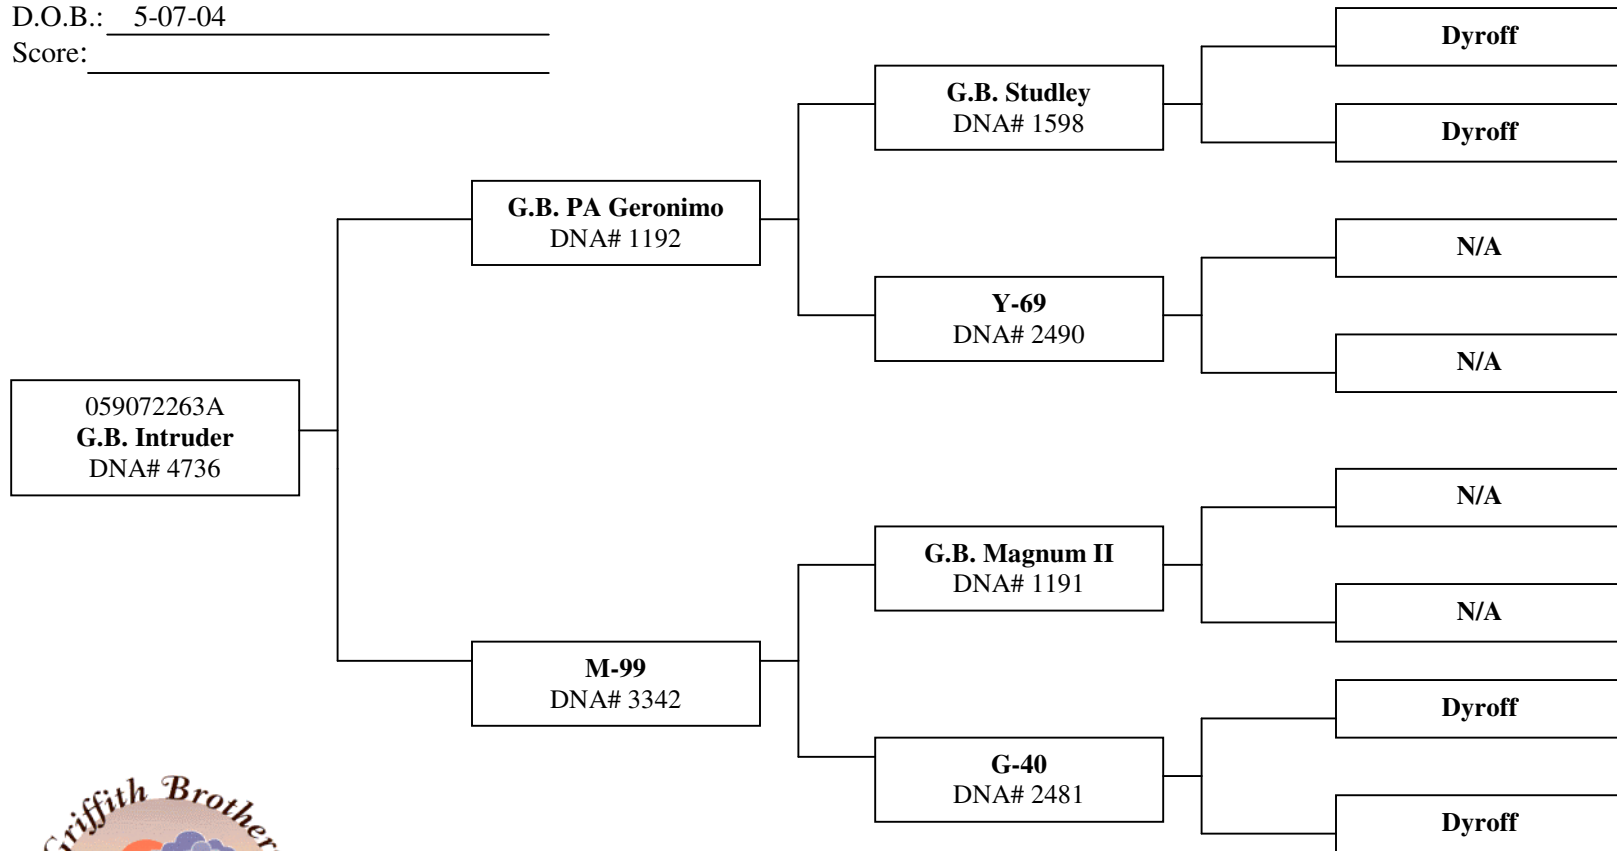 D.O.B.: 5-07-04
Score:
Dyroff
G.B. Studley
DNA# 1598
Dyroff
G.B. PA Geronimo
DNA# 1192
N/A
Y-69
DNA# 2490
N/A
059072263A
G.B. Intruder
DNA# 4736
N/A
G.B. Magnum II
DNA# 1191
N/A
M-99
DNA# 3342
Dyroff
G-40
DNA# 2481
Dyroff
Griffith Brothers